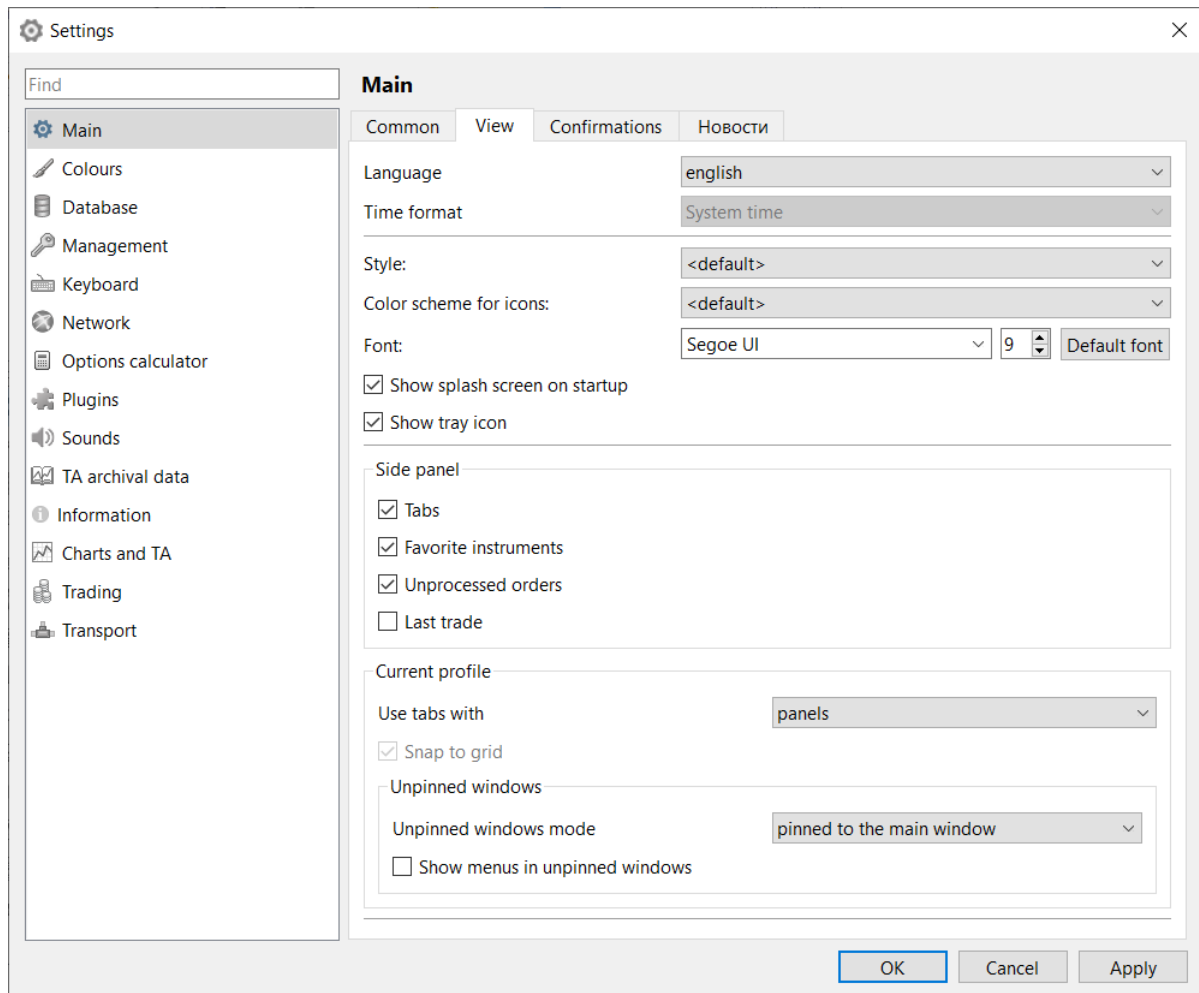 Settings
Find
Main
Colours
Database
Management
Keyboard
Network
Options calculator
Plugins
Sounds
TA archival data
Information
Charts and TA
Trading
Transport
Main
Common View Confirmations Новости
Language english
Time format System time
Style: <default>
Color scheme for icons: <default>
Font: Segoe UI 9 Default font
Show splash screen on startup
Show tray icon
Side panel
Tabs
Favorite instruments
Unprocessed orders
Last trade
Current profile
Use tabs with panels
Snap to grid
Unpinned windows
Unpinned windows mode pinned to the main window
Show menus in unpinned windows
OK Cancel Apply